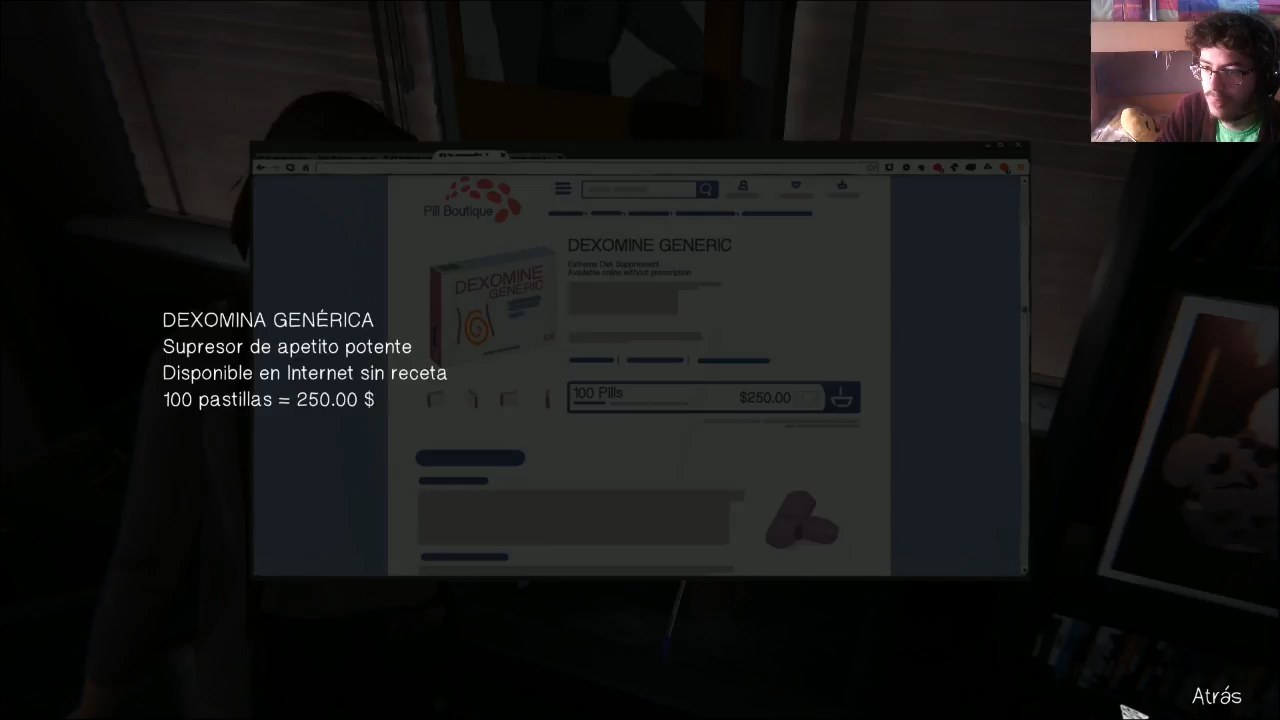 Pill Boutique
DEXOMINE GENERIC
Extreme Diet Suppressant
Available online without prescription
DEXOMINE
GENERIC
DEXOMINA GENÉRICA
Supresor de apetito potente
Disponible en Internet sin receta
100 pastillas = 250.00 $
100 Pills
$250.00
Atrás